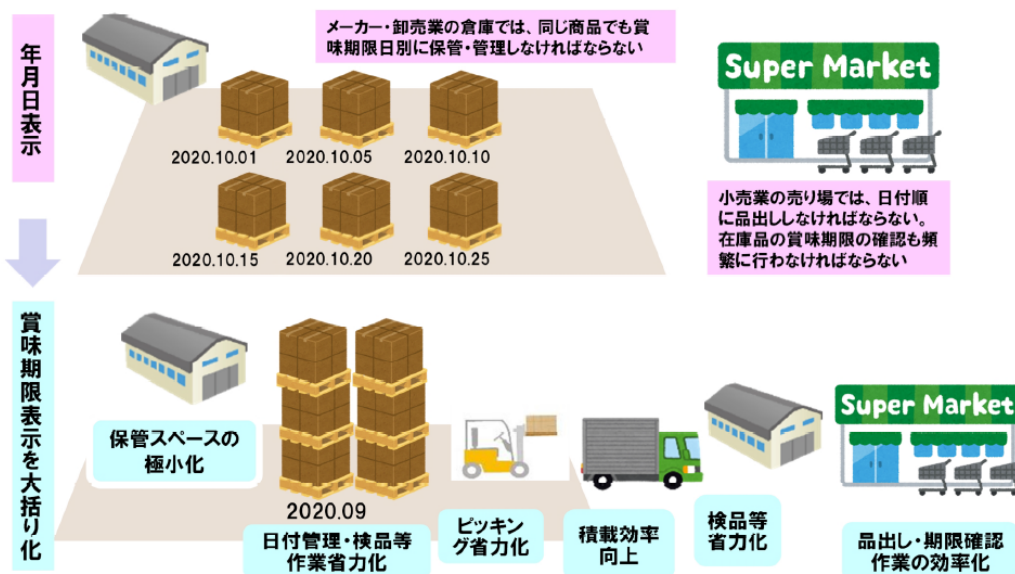 年月日表示
メーカー・卸売業の倉庫では、同じ商品でも賞
味期限日別に保管・管理しなければならない
2020.10.01
2020.10.05
2020.10.10
2020.10.15
2020.10.20
2020.10.25
Super Market
小売業の売り場では、日付順
に品出ししなければならない。
在庫品の賞味期限の確認も頻
繁に行わなければならない
賞味期限表示を大括り化
保管スペースの
極小化
2020.09
日付管理・検品等
作業省力化
ピッキン
グ省力化
積載効率
向上
検品等
省力化
Super Market
品出し・期限確認
作業の効率化